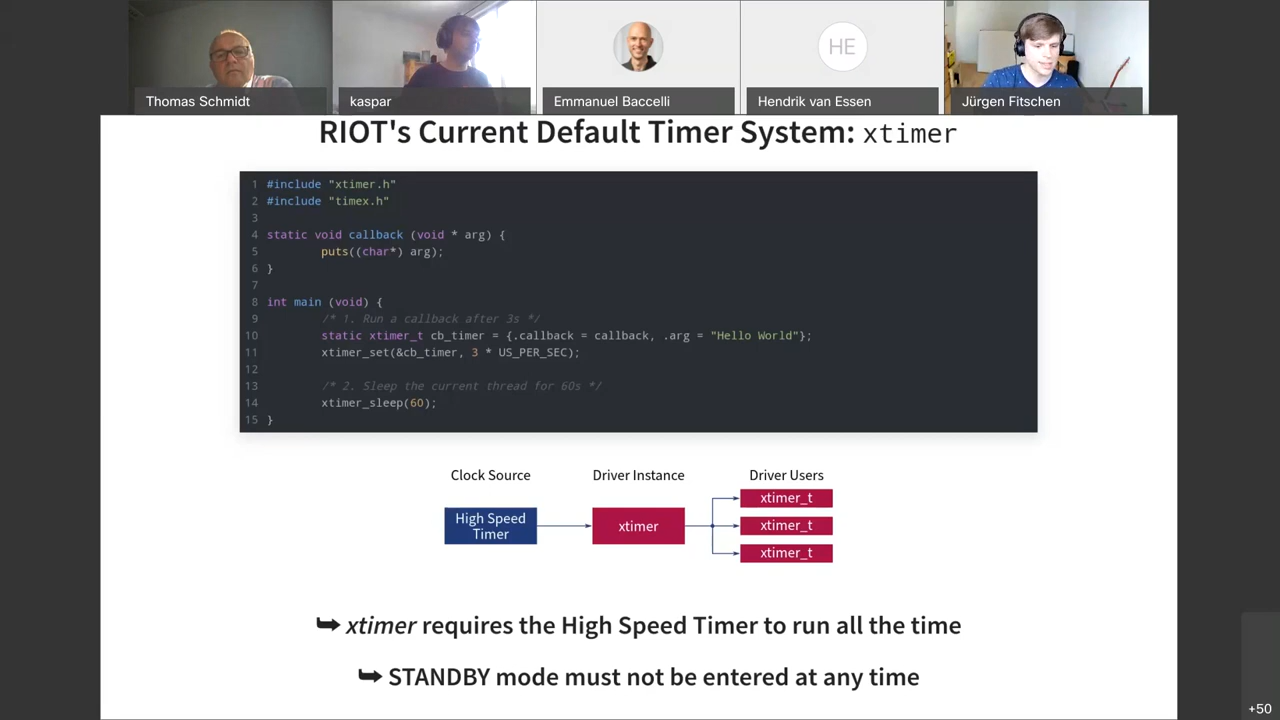 HE
Thomas Schmidt
kaspar
Emmanuel Baccelli
Hendrik van Essen
Jürgen Fitschen
RIOT's Current Default Timer System: xtimer
1 #include "xtimer.h"
2 #include "timex.h"
3
4 static void callback (void * arg) {
5 puts((char*) arg);
6 }
7
8 int main (void) {
9 /* 1. Run a callback after 3s */
10 static xtimer_t cb_timer = {.callback = callback, .arg = "Hello World"};
11 xtimer_set(&cb_timer, 3 * US_PER_SEC);
12
13 /* 2. Sleep the current thread for 60s */
14 xtimer_sleep(60);
15 }
Clock Source
Driver Instance
Driver Users
High Speed
Timer
xtimer
xtimer_t
xtimer_t
xtimer_t
➥ xtimer requires the High Speed Timer to run all the time
➥ STANDBY mode must not be entered at any time
+50